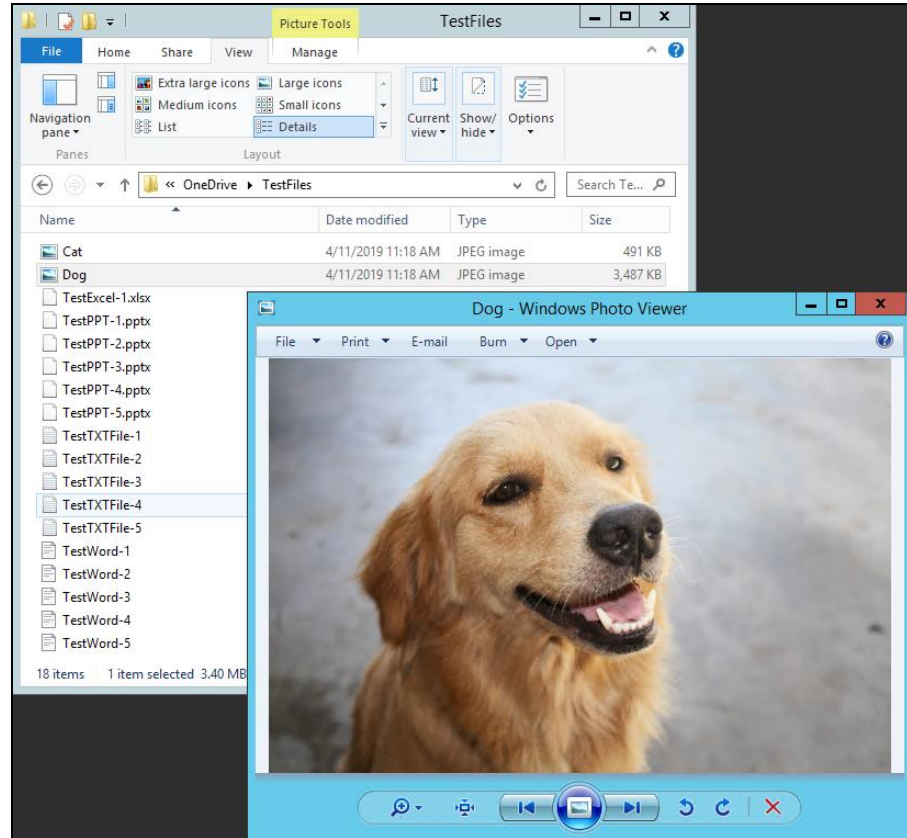 Picture Tools TestFiles
File Home Share View Manage
Extra large icons Large icons
Medium icons Small icons
List Details
Navigation pane
Current view
Show/ hide
Options
Panes Layout
« OneDrive TestFiles Search Te...
Name Date modified Type Size
Cat 4/11/2019 11:18 AM JPEG image 491 KB
Dog 4/11/2019 11:18 AM JPEG image 3,487 KB
TestExcel-1.xlsx
TestPPT-1.pptx
TestPPT-2.pptx
TestPPT-3.pptx
TestPPT-4.pptx
TestPPT-5.pptx
TestTXTFile-1
TestTXTFile-2
TestTXTFile-3
TestTXTFile-4
TestTXTFile-5
TestWord-1
TestWord-2
TestWord-3
TestWord-4
TestWord-5
18 items 1 item selected 3.40 MB
Dog - Windows Photo Viewer
File Print E-mail Burn Open